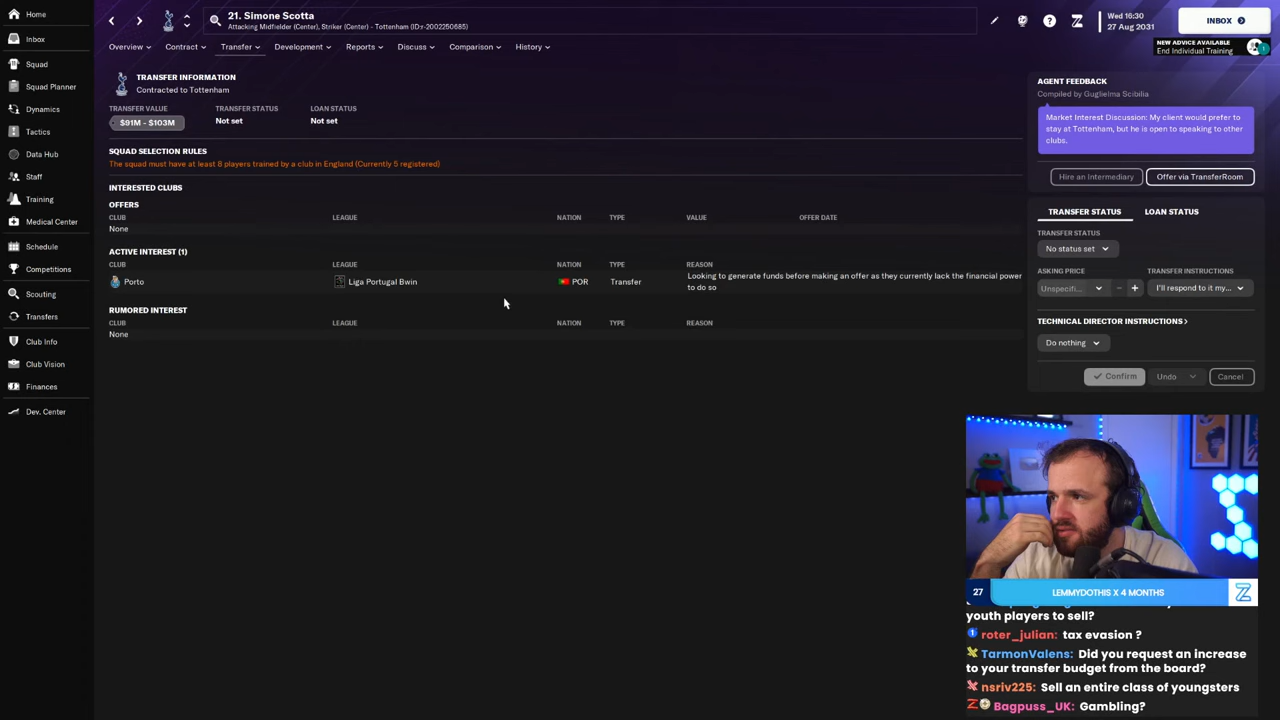 Home
21. Simone Scotta
Attacking Midfielder (Center), Striker (Center) - Tottenham (ID:r-2002250685)
Wed 16:30
27 Aug 2031
INBOX
NEW ADVICE AVAILABLE
End Individual Training
1
Inbox
Squad
Squad Planner
Dynamics
Tactics
Data Hub
Staff
Training
Medical Center
Schedule
Competitions
Scouting
Transfers
Club Info
Club Vision
Finances
Dev. Center
Overview
Contract
Transfer
Development
Reports
Discuss
Comparison
History
TRANSFER INFORMATION
Contracted to Tottenham
TRANSFER VALUE TRANSFER STATUS LOAN STATUS
$91M - $103M Not set Not set
SQUAD SELECTION RULES
The squad must have at least 8 players trained by a club in England (Currently 5 registered)
INTERESTED CLUBS
OFFERS
CLUB LEAGUE NATION TYPE VALUE OFFER DATE
None
ACTIVE INTEREST (1)
CLUB LEAGUE NATION TYPE REASON
Porto Liga Portugal Bwin POR Transfer Looking to generate funds before making an offer as they currently lack the financial power
to do so
RUMORED INTEREST
CLUB LEAGUE NATION TYPE REASON
None
AGENT FEEDBACK
Compiled by Guglielma Scibilia
Market Interest Discussion: My client would prefer to
stay at Tottenham, but he is open to speaking to other
clubs.
Hire an Intermediary Offer via TransferRoom
TRANSFER STATUS LOAN STATUS
TRANSFER STATUS
No status set
ASKING PRICE TRANSFER INSTRUCTIONS
Unspecifi... I'll respond to it my...
TECHNICAL DIRECTOR INSTRUCTIONS >
Do nothing
Confirm Undo Cancel
27 LEMMYDOTHIS X 4 MONTHS
youth players to sell?
roter_julian: tax evasion ?
TarmonValens: Did you request an increase
to your transfer budget from the board?
nsriv225: Sell an entire class of youngsters
Bagpuss_UK: Gambling?